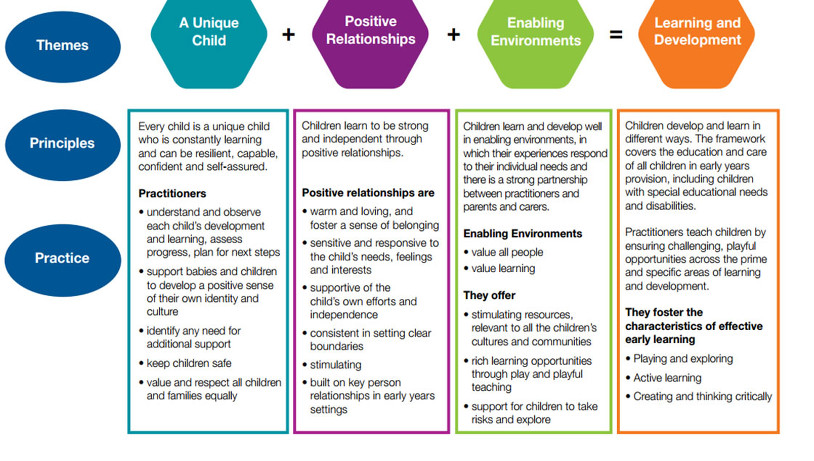 Themes
A Unique
Child
+
Positive
Relationships
+
Enabling
Environments
=
Learning and
Development
Principles
Practice
Every child is a unique child
who is constantly learning
and can be resilient, capable,
confident and self-assured.
Practitioners
• understand and observe
each child's development
and learning, assess
progress, plan for next steps
• support babies and children
to develop a positive sense
of their own identity and
culture
• identify any need for
additional support
• keep children safe
• value and respect all children
and families equally
Children learn to be strong
and independent through
positive relationships.
Positive relationships are
• warm and loving, and
foster a sense of belonging
• sensitive and responsive to
the child's needs, feelings
and interests
• supportive of the
child's own efforts and
independence
• consistent in setting clear
boundaries
• stimulating
• built on key person
relationships in early years
settings
Children learn and develop well
in enabling environments, in
which their experiences respond
to their individual needs and
there is a strong partnership
between practitioners and
parents and carers.
Enabling Environments
• value all people
• value learning
They offer
• stimulating resources,
relevant to all the children's
cultures and communities
• rich learning opportunities
through play and playful
teaching
• support for children to take
risks and explore
Children develop and learn in
different ways. The framework
covers the education and care
of all children in early years
provision, including children
with special educational needs
and disabilities.
Practitioners teach children by
ensuring challenging, playful
opportunities across the prime
and specific areas of learning
and development.
They foster the
characteristics of effective
early learning
• Playing and exploring
• Active learning
• Creating and thinking critically